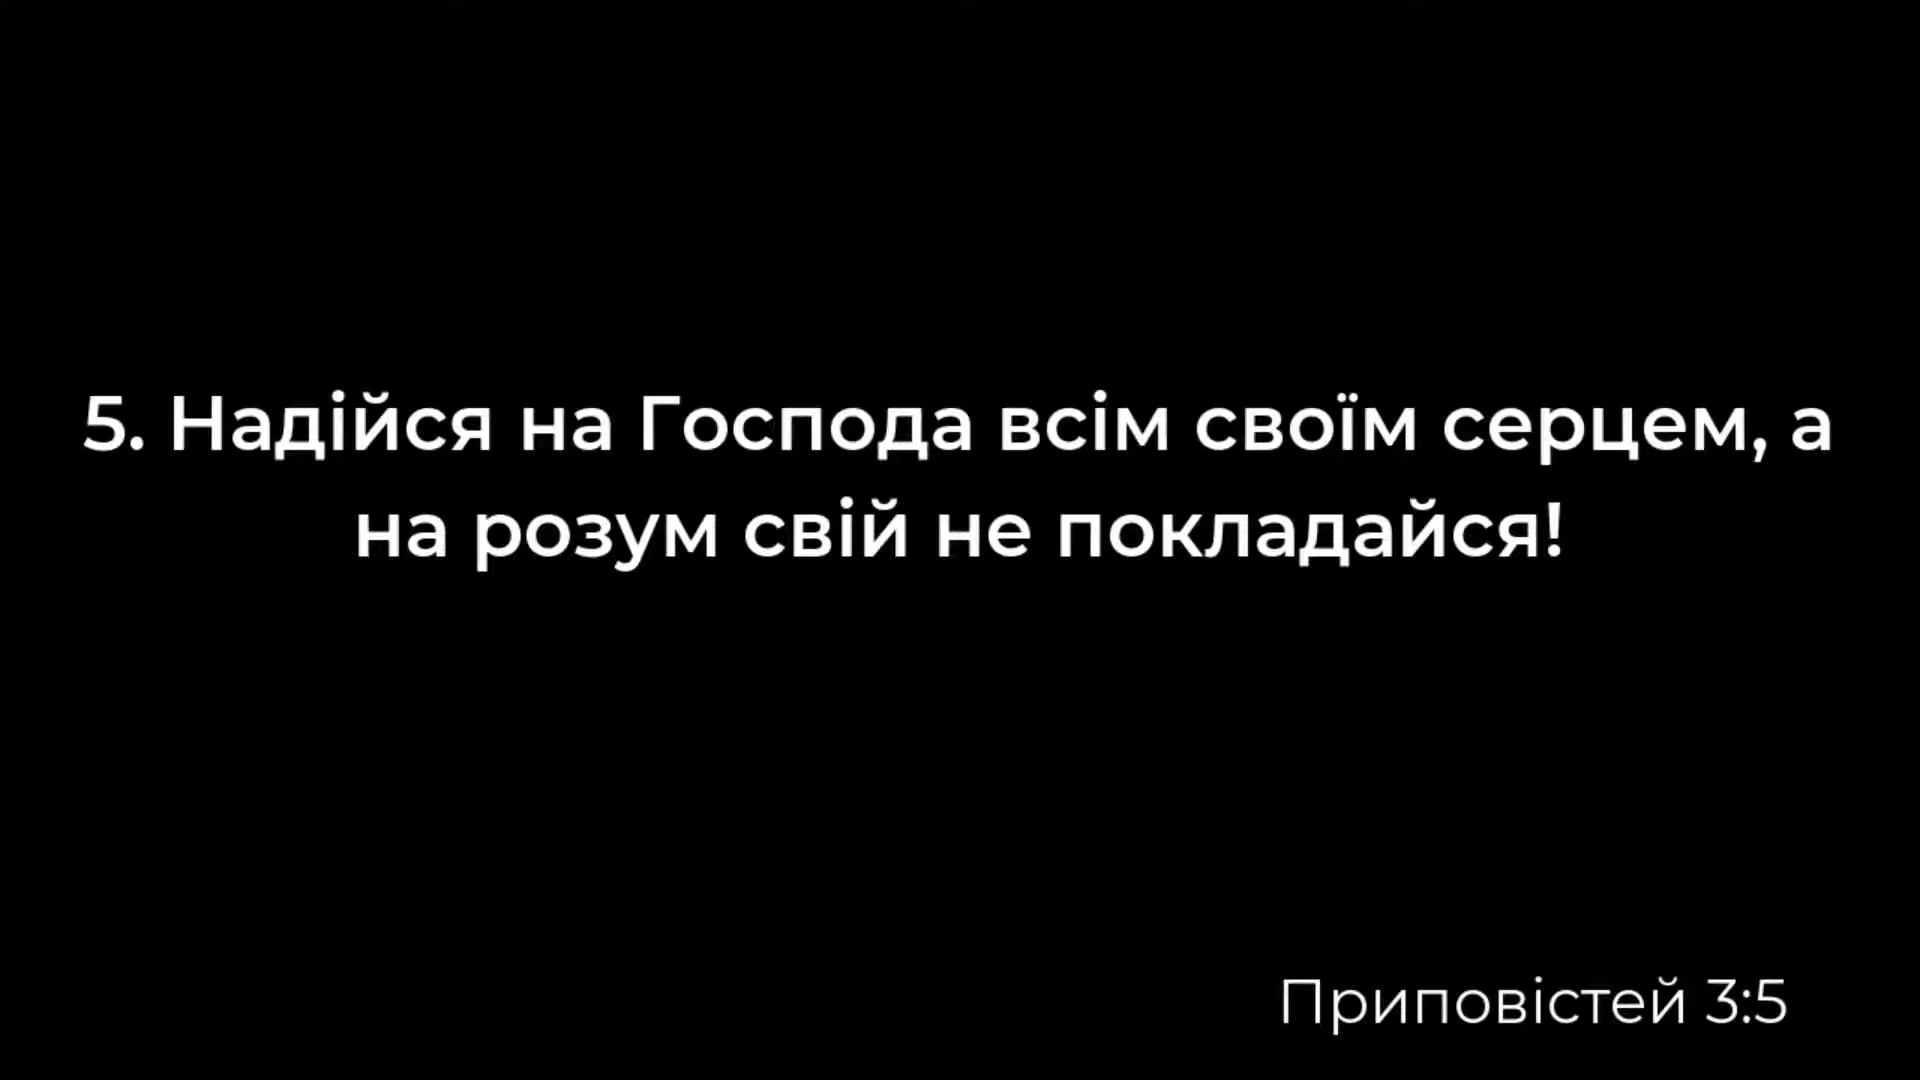 5. Надійся на Господа всім своїм серцем, а
на розум свій не покладайся!
Приповістей 3:5